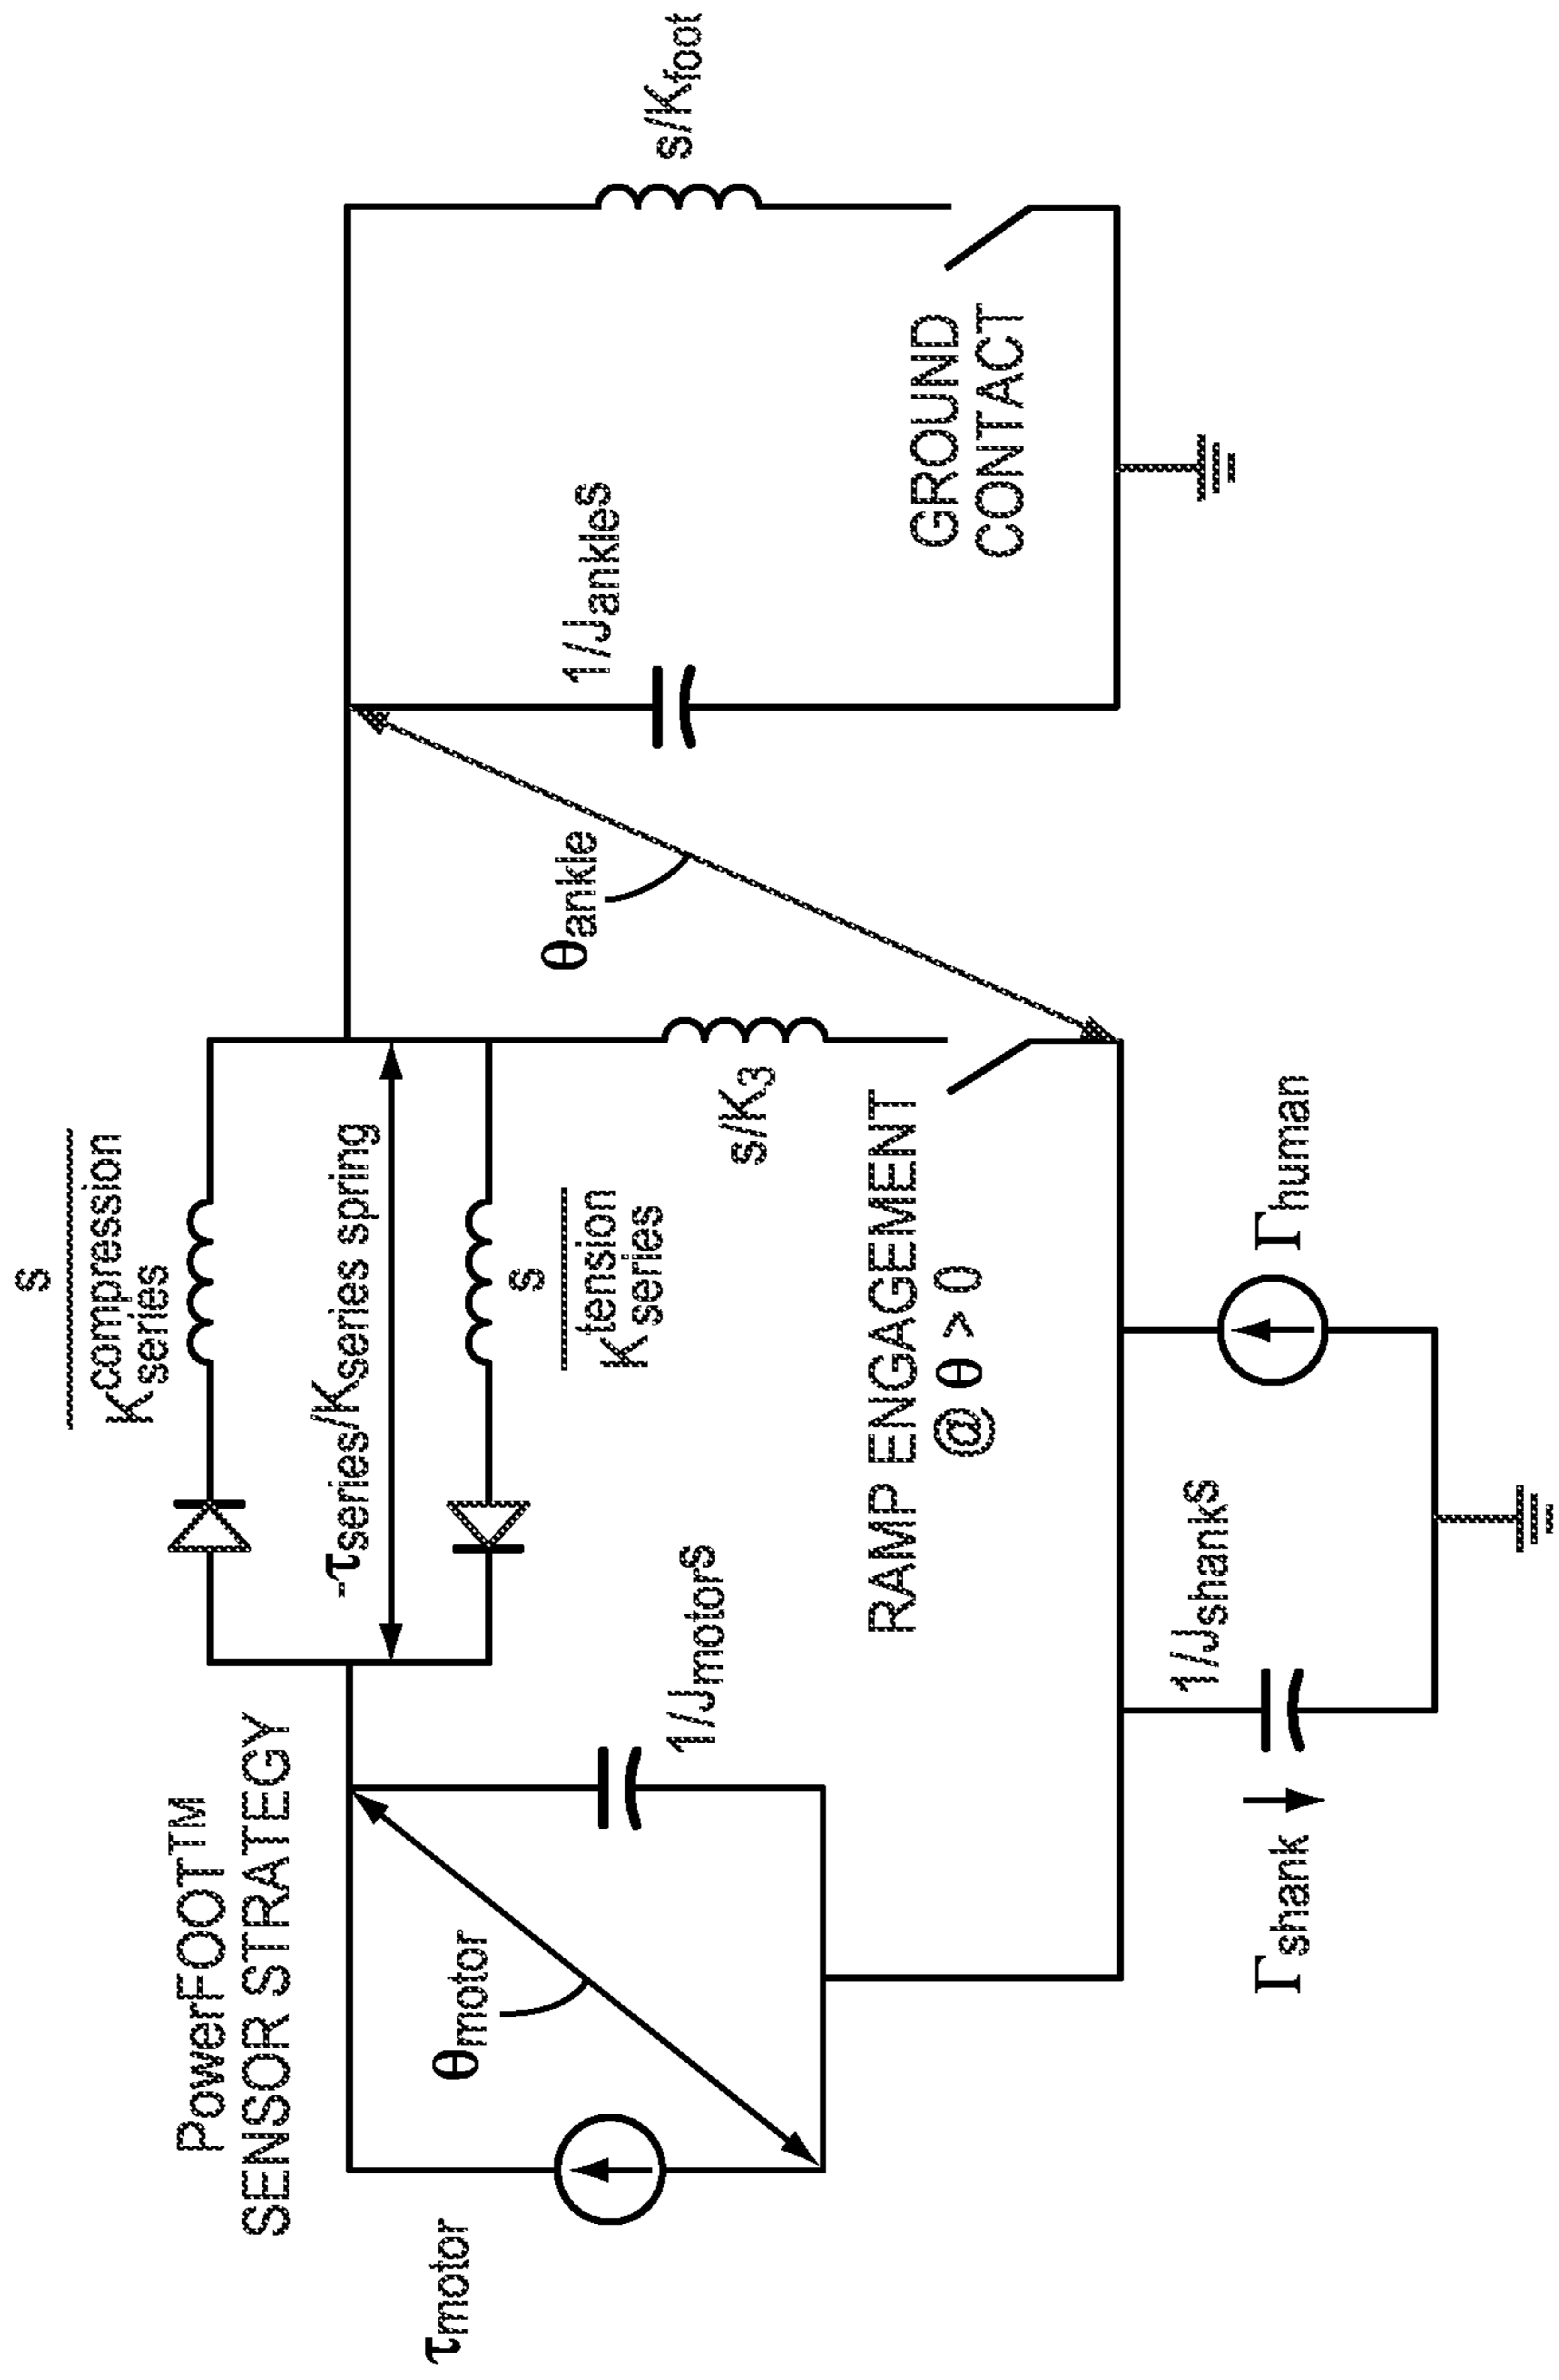 PowerFOOT™
SENSOR STRATEGY
τmotor
θmotor
1/Jmotors
s
Kseries compression
-τseries/Kseries spring
s
Kseries tension
s/K3
RAMP ENGAGEMENT
@ θ > 0
θankle
1/Jankles
s/Kfoot
GROUND
CONTACT
Γshank
1/Jshanks
Γhuman